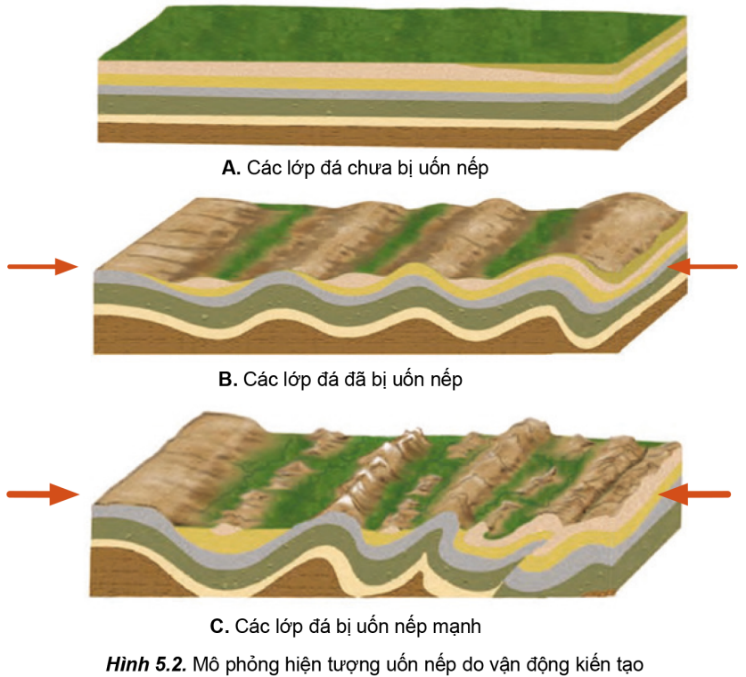 A. Các lớp đá chưa bị uốn nếp
B. Các lớp đá đã bị uốn nếp
C. Các lớp đá bị uốn nếp mạnh
Hình 5.2. Mô phỏng hiện tượng uốn nếp do vận động kiến tạo